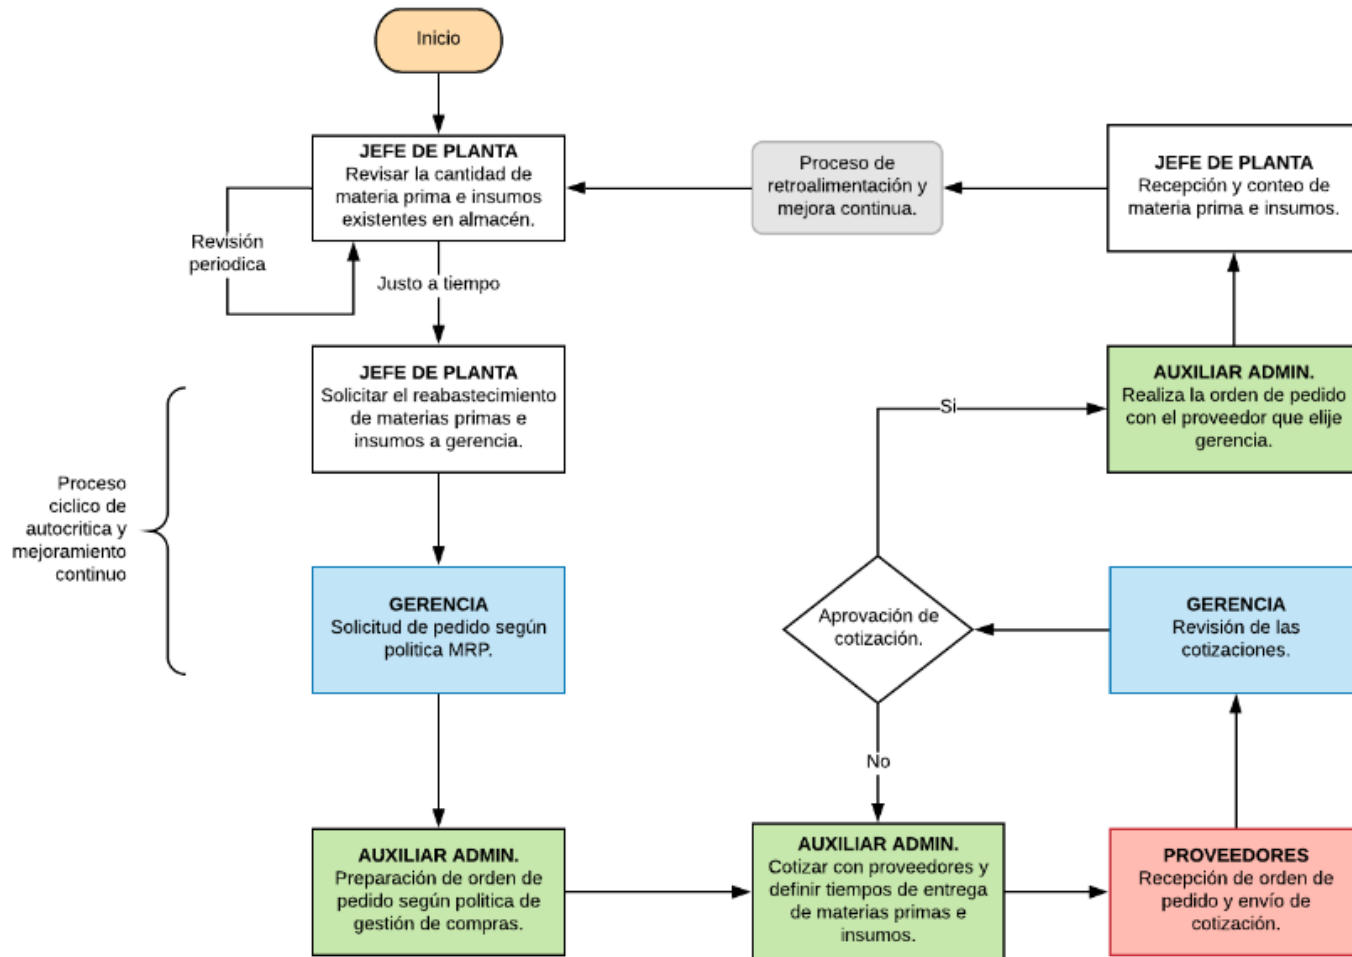 Inicio
JEFE DE PLANTA
Revisar la cantidad de
materia prima e insumos
existentes en almacén.
Revisión
periodica
Justo a tiempo
JEFE DE PLANTA
Solicitar el reabastecimiento
de materias primas e
insumos a gerencia.
Proceso
ciclico de
autocritica y
mejoramiento
continuo
GERENCIA
Solicitud de pedido según
politica MRP.
AUXILIAR ADMIN.
Preparación de orden de
pedido según politica de
gestión de compras.
AUXILIAR ADMIN.
Cotizar con proveedores y
definir tiempos de entrega
de materias primas e
insumos.
PROVEEDORES
Recepción de orden de
pedido y envío de
cotización.
GERENCIA
Revisión de las
cotizaciones.
Aprovación de
cotización.
No
Si
AUXILIAR ADMIN.
Realiza la orden de pedido
con el proveedor que elije
gerencia.
JEFE DE PLANTA
Recepción y conteo de
materia prima e insumos.
Proceso de
retroalimentación y
mejora continua.